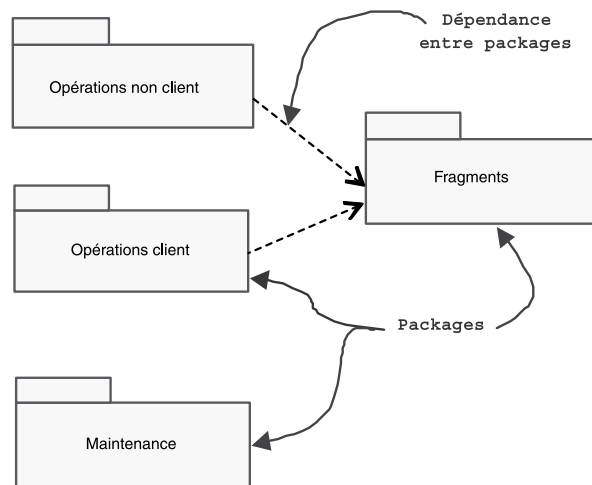 Dépendance
entre packages
Opérations non client
Fragments
Opérations client
Packages
Maintenance